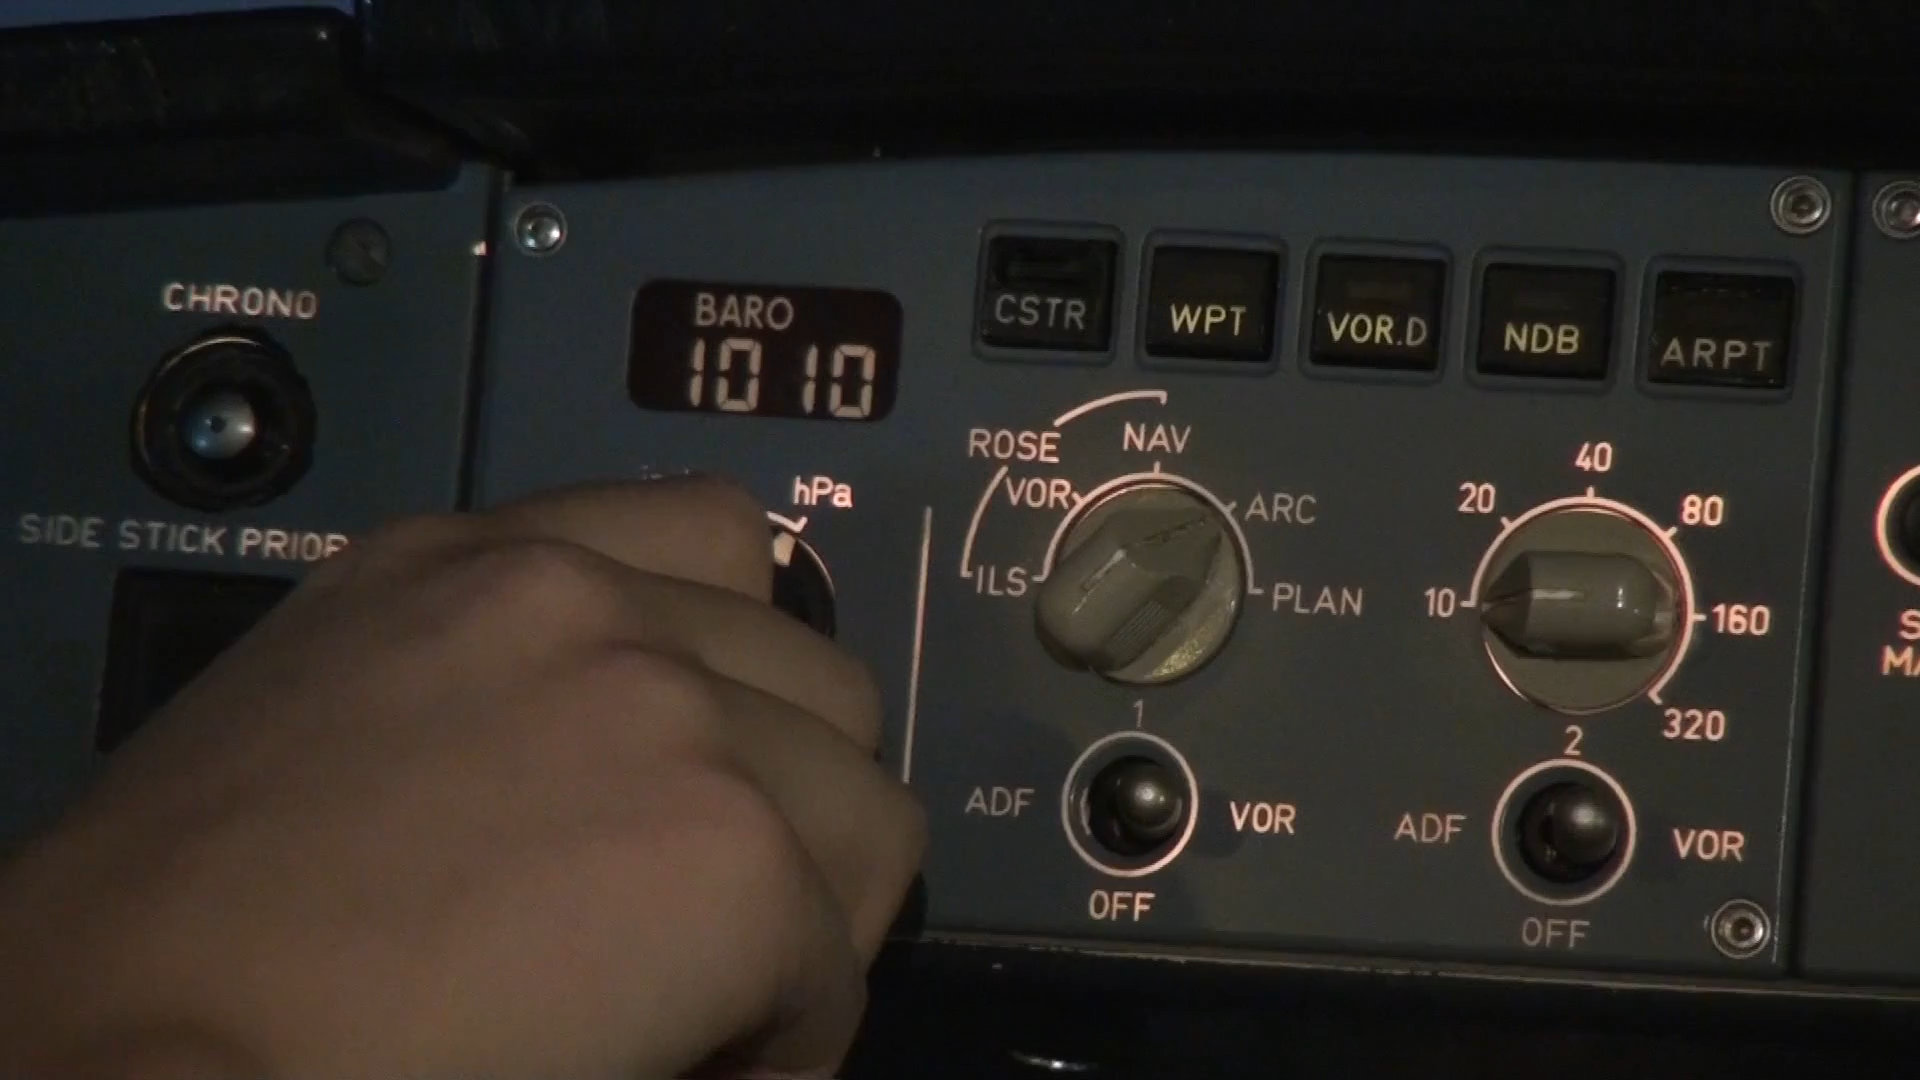 CHRONO
SIDE STICK PRIOR
BARO
1010
hPa
CSTR
WPT
VOR.D
NDB
ARPT
ROSE
NAV
VOR
ARC
ILS
PLAN
40
20
80
10
160
320
1
ADF
VOR
OFF
2
ADF
VOR
OFF
S
MA